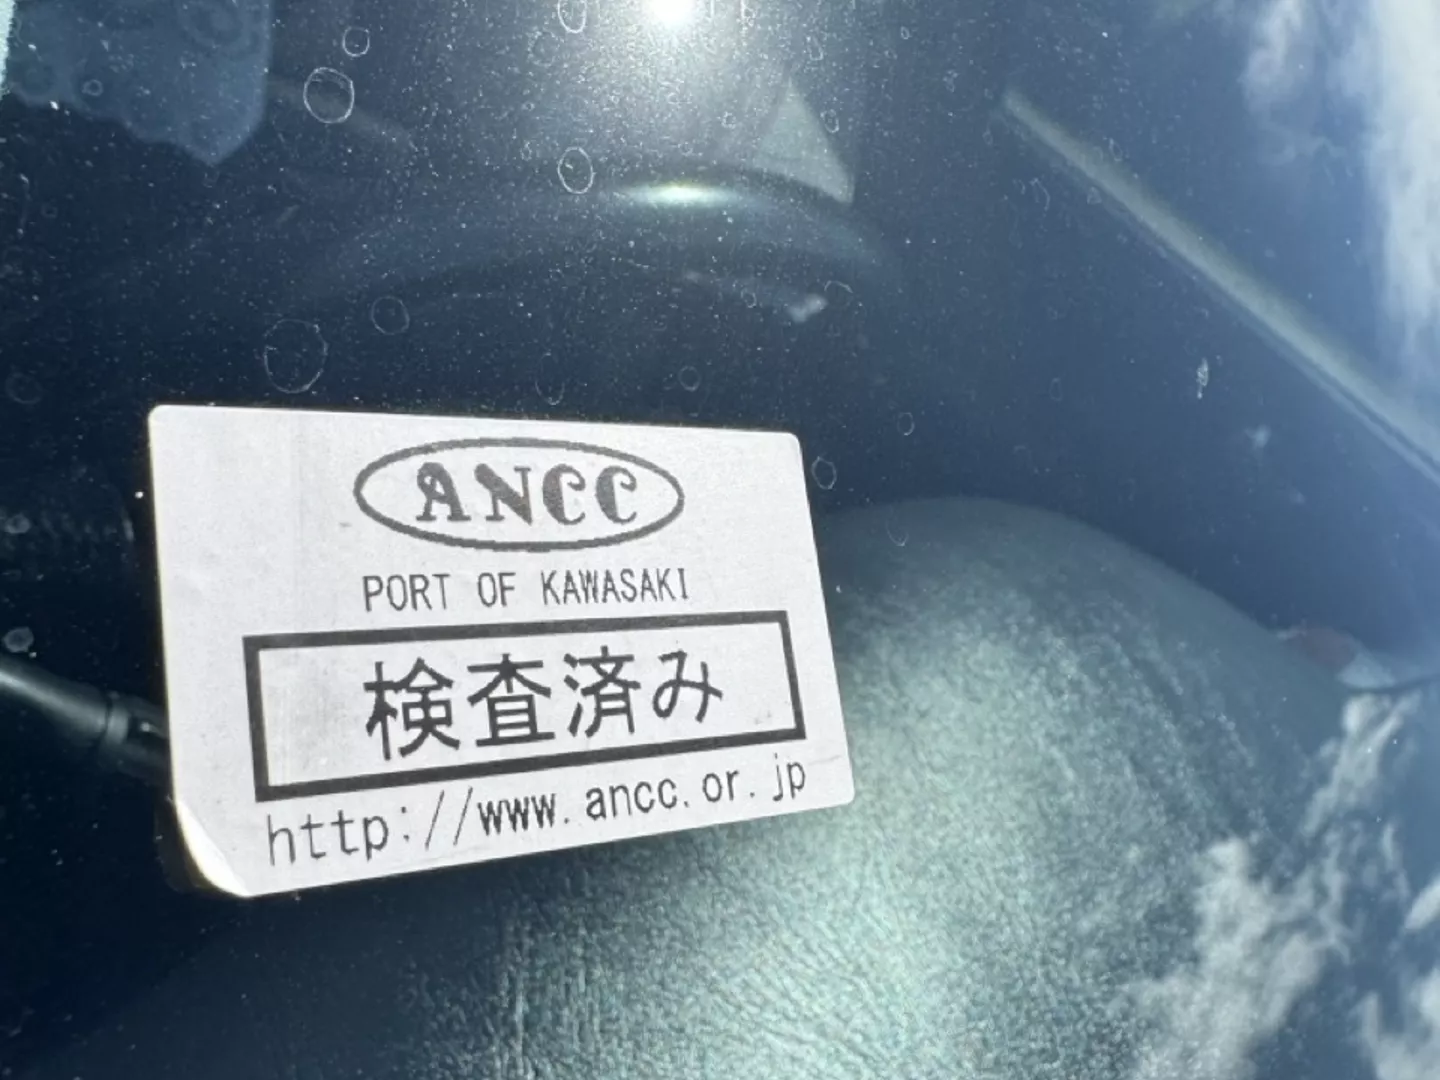 ANCC
PORT OF KAWASAKI
検査済み
http://www.ancc.or.jp